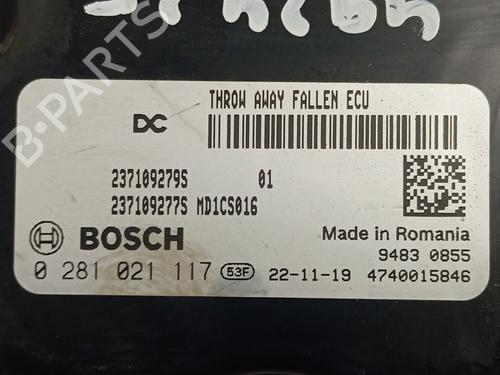 THROW AWAY FALLEN ECU
DC
237109279S 01
237109277S MD1CS016
BOSCH
Made in Romania
9483 0855
0 281 021 117 53F 22-11-19 4740015846